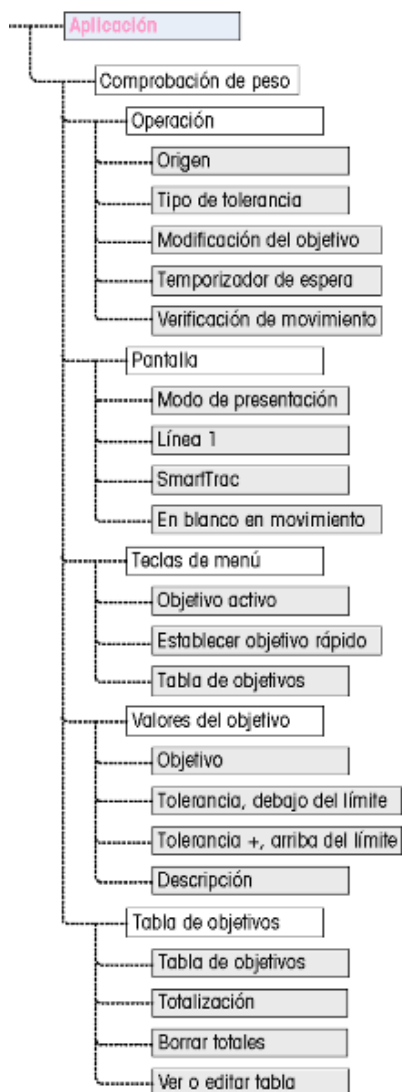 Aplicación
Comprobación de peso
Operación
Origen
Tipo de tolerancia
Modificación del objetivo
Temporizador de espera
Verificación de movimiento
Pantalla
Modo de presentación
Línea 1
SmartTrac
En blanco en movimiento
Teclas de menú
Objetivo activo
Establecer objetivo rápido
Tabla de objetivos
Valores del objetivo
Objetivo
Tolerancia, debajo del límite
Tolerancia +, arriba del límite
Descripción
Tabla de objetivos
Tabla de objetivos
Totalización
Borrar totales
Ver o editar tabla